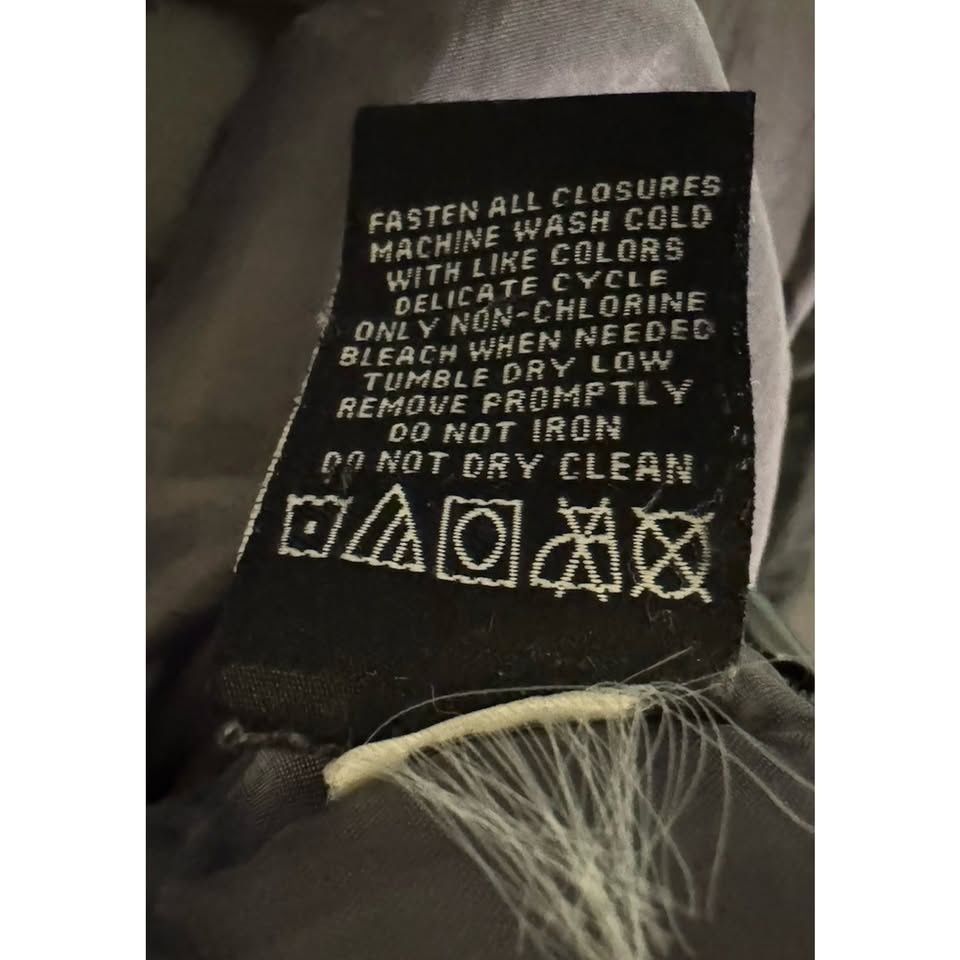 FASTEN ALL CLOSURES
MACHINE WASH COLD
WITH LIKE COLORS
DELICATE CYCLE
ONLY NON-CHLORINE
BLEACH WHEN NEEDED
TUMBLE DRY LOW
REMOVE PROMPTLY
DO NOT IRON
DO NOT DRY CLEAN